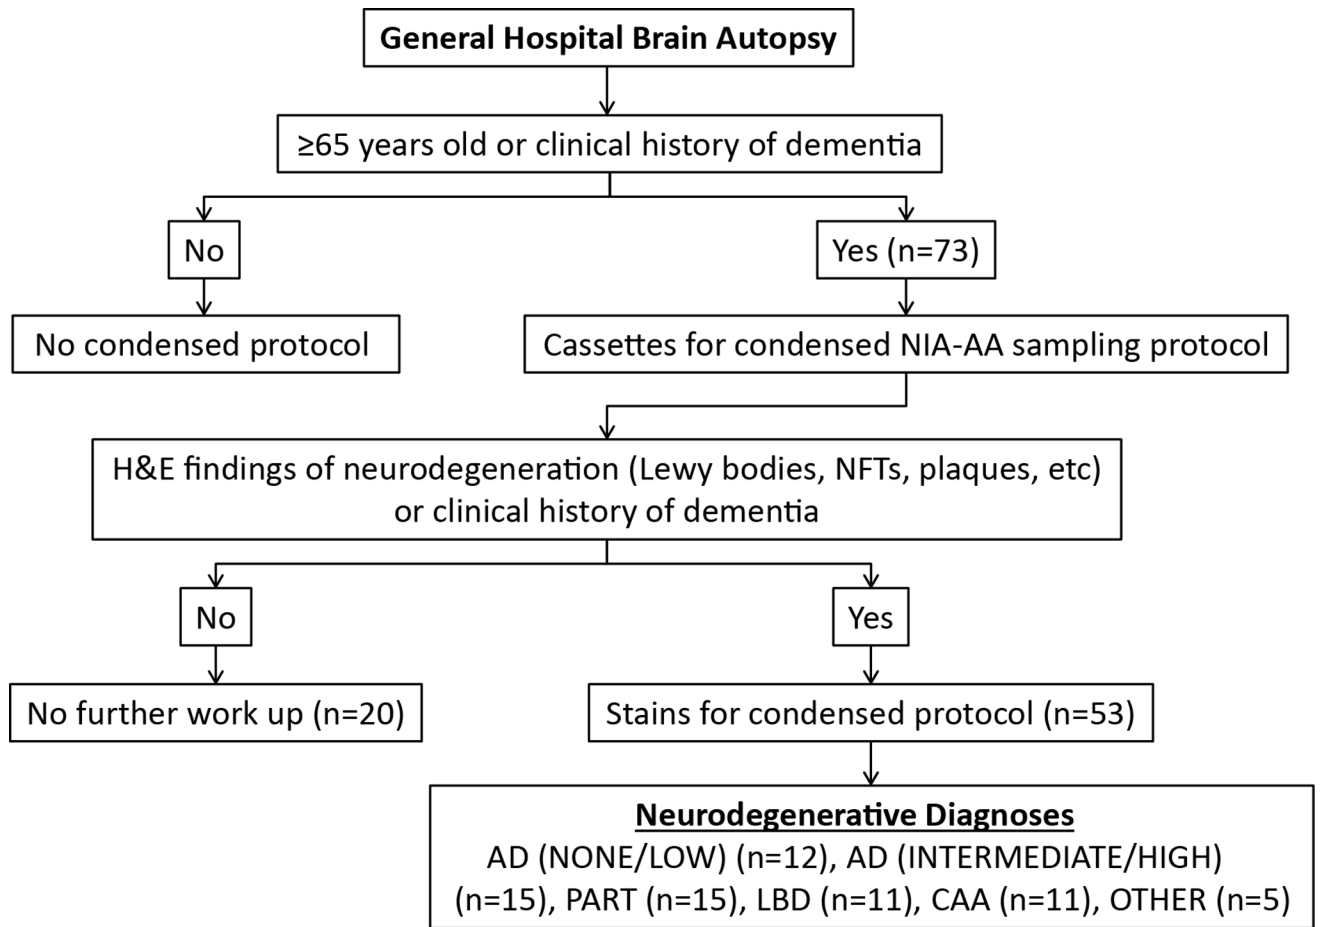 General Hospital Brain Autopsy
≥65 years old or clinical history of dementia
No
Yes (n=73)
No condensed protocol
Cassettes for condensed NIA-AA sampling protocol
H&E findings of neurodegeneration (Lewy bodies, NFTs, plaques, etc)
or clinical history of dementia
No
Yes
No further work up (n=20)
Stains for condensed protocol (n=53)
Neurodegenerative Diagnoses
AD (NONE/LOW) (n=12), AD (INTERMEDIATE/HIGH)
(n=15), PART (n=15), LBD (n=11), CAA (n=11), OTHER (n=5)